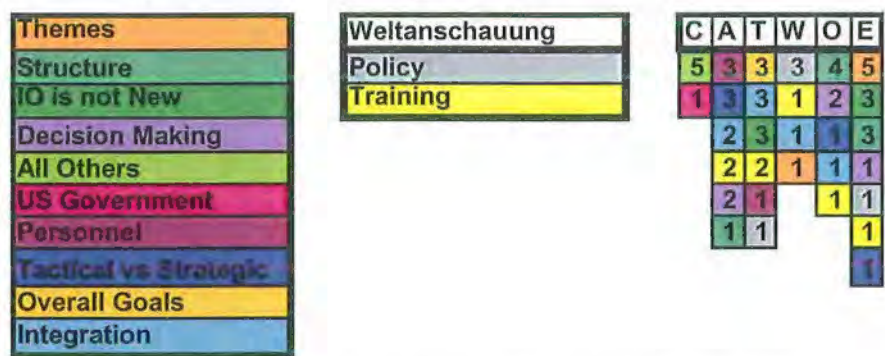 Themes
Structure
IO is not New
Decision Making
All Others
US Government
Personnel
Tactical vs Strategic
Overall Goals
Integration
Weltanschauung
Policy
Training
C A T W O E
5 3 3 3 4 5
1 3 3 1 2 3
2 3 1 1 3
2 2 1 1 1
2 1 1 1
1 1 1
1